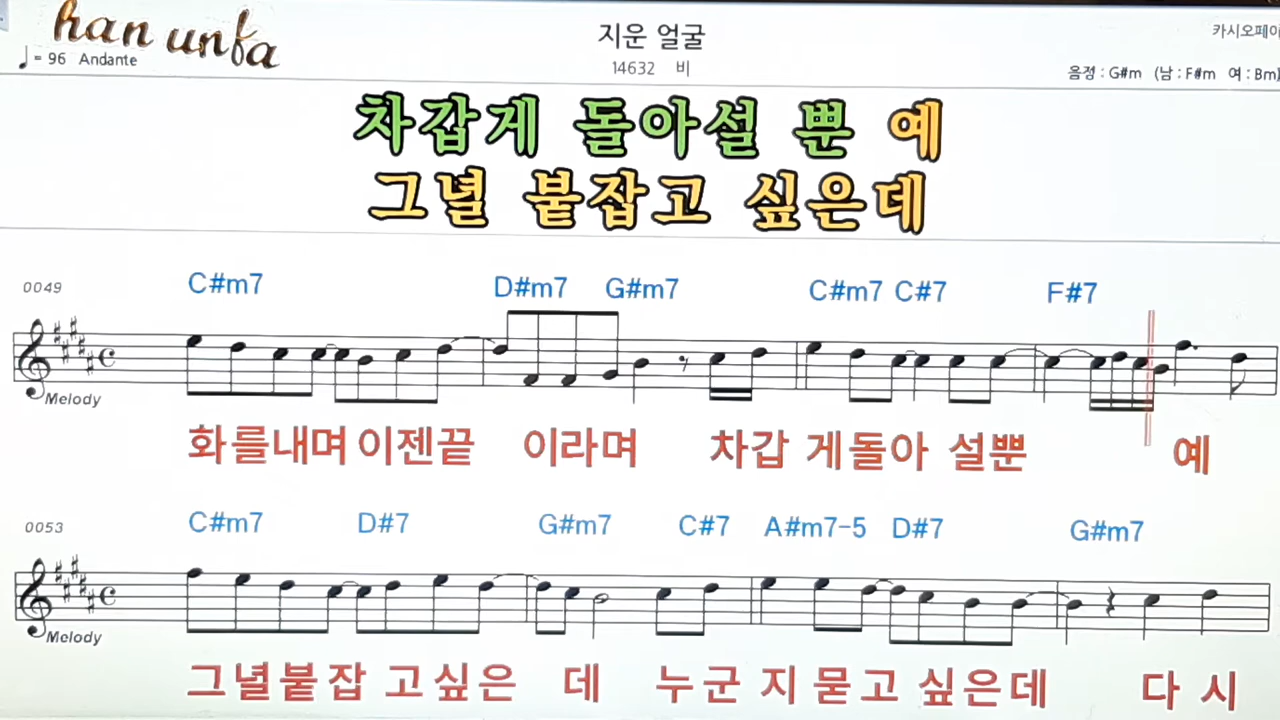 han unfa
♩= 96 Andante
지운 얼굴
14632 비
카시오페아
음정 : G#m (남 : F#m 여 : Bm)
차갑게 돌아설 뿐 예
그녈 붙잡고 싶은데
0049
C#m7 D#m7 G#m7 C#m7 C#7 F#7
Melody
화를내며이젠끝 이라며 차갑 게돌아 설뿐 예
0053
C#m7 D#7 G#m7 C#7 A#m7-5 D#7 G#m7
Melody
그녈붙잡 고싶은 데 누군 지묻고 싶은데 다 시